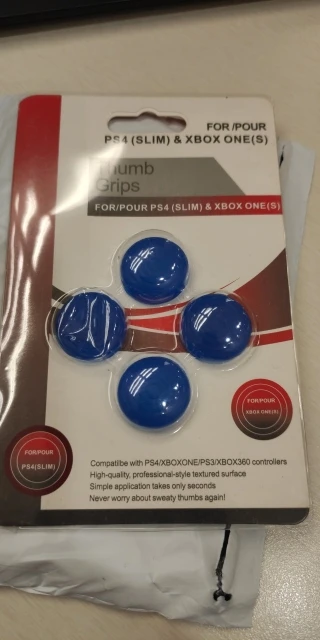 FOR/POUR
PS4 (SLIM) & XBOX ONE(S)
Thumb
Grips
FOR/POUR PS4 (SLIM) & XBOX ONE(S)
FOR/POUR
XBOX ONE(S)
FOR/POUR
PS4(SLIM)
Compatilbe with PS4/XBOXONE/PS3/XBOX360 controllers
High-quality, professional-style textured surface
Simple application takes only seconds
Never worry about sweaty thumbs again!